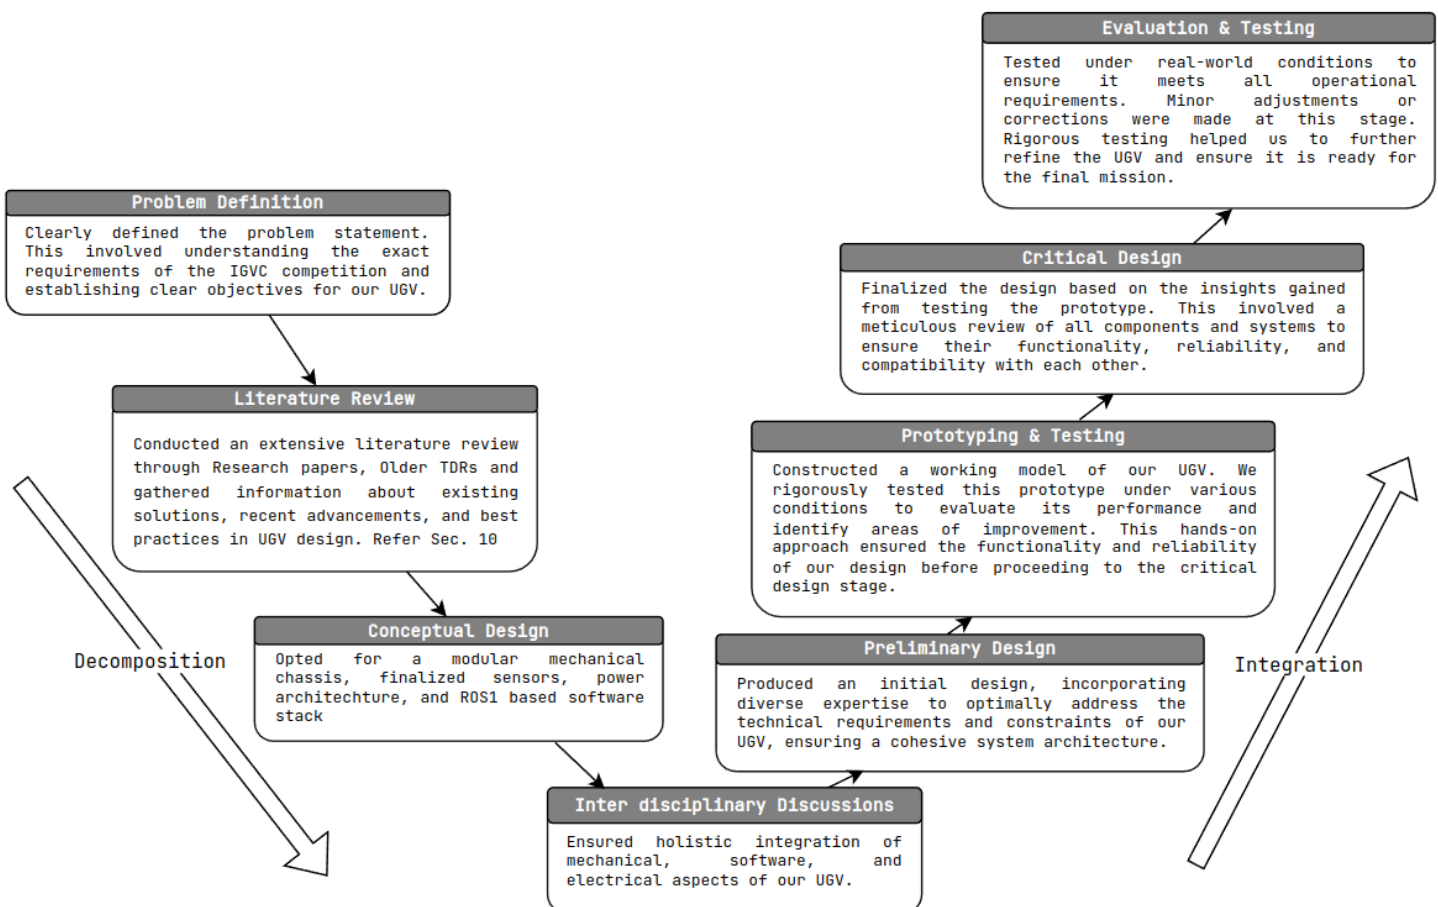 Problem Definition
Clearly defined the problem statement.
This involved understanding the exact
requirements of the IGVC competition and
establishing clear objectives for our UGV.
Literature Review
Conducted an extensive literature review
through Research papers, Older TDRs and
gathered information about existing
solutions, recent advancements, and best
practices in UGV design. Refer Sec. 10
Conceptual Design
Opted for a modular mechanical
chassis, finalized sensors, power
architechture, and ROS1 based software
stack
Decomposition
Inter disciplinary Discussions
Ensured holistic integration of
mechanical, software, and
electrical aspects of our UGV.
Preliminary Design
Produced an initial design, incorporating
diverse expertise to optimally address the
technical requirements and constraints of our
UGV, ensuring a cohesive system architecture.
Prototyping & Testing
Constructed a working model of our UGV. We
rigorously tested this prototype under various
conditions to evaluate its performance and
identify areas of improvement. This hands-on
approach ensured the functionality and reliability
of our design before proceeding to the critical
design stage.
Critical Design
Finalized the design based on the insights gained
from testing the prototype. This involved a
meticulous review of all components and systems to
ensure their functionality, reliability, and
compatibility with each other.
Evaluation & Testing
Tested under real-world conditions to
ensure it meets all operational
requirements. Minor adjustments or
corrections were made at this stage.
Rigorous testing helped us to further
refine the UGV and ensure it is ready for
the final mission.
Integration